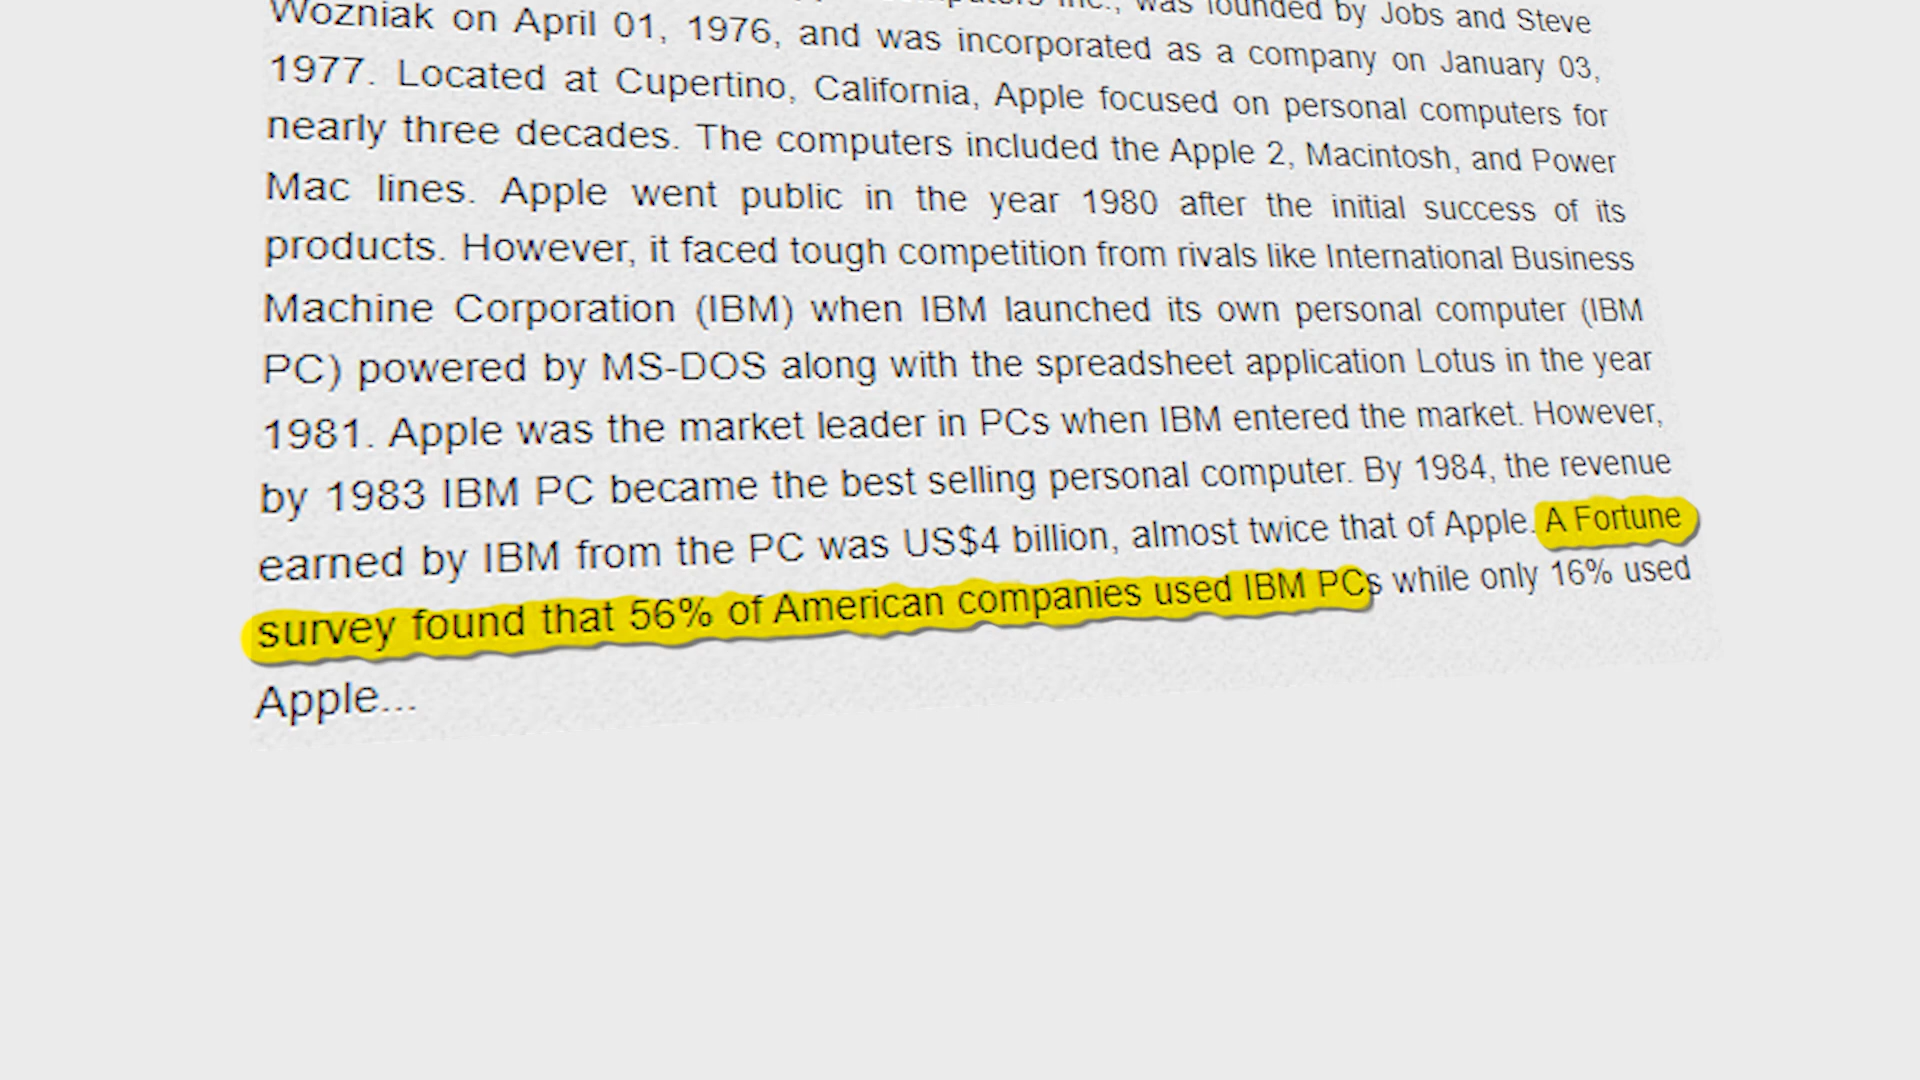 Inc., was founded by Jobs and Steve
Wozniak on April 01, 1976, and was incorporated as a company on January 03,
1977. Located at Cupertino, California, Apple focused on personal computers for
nearly three decades. The computers included the Apple 2, Macintosh, and Power
Mac lines. Apple went public in the year 1980 after the initial success of its
products. However, it faced tough competition from rivals like International Business
Machine Corporation (IBM) when IBM launched its own personal computer (IBM
PC) powered by MS-DOS along with the spreadsheet application Lotus in the year
1981. Apple was the market leader in PCs when IBM entered the market. However,
by 1983 IBM PC became the best selling personal computer. By 1984, the revenue
earned by IBM from the PC was US$4 billion, almost twice that of Apple. A Fortune
survey found that 56% of American companies used IBM PCs while only 16% used
Apple...